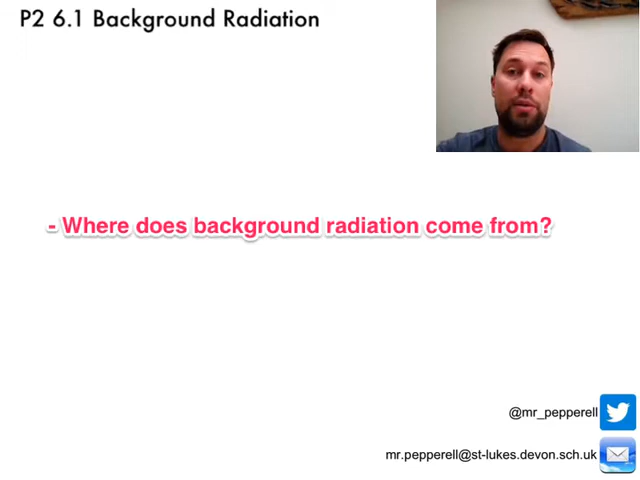 P2 6.1 Background Radiation
- Where does background radiation come from?
@mr_pepperell
mr.pepperell@st-lukes.devon.sch.uk